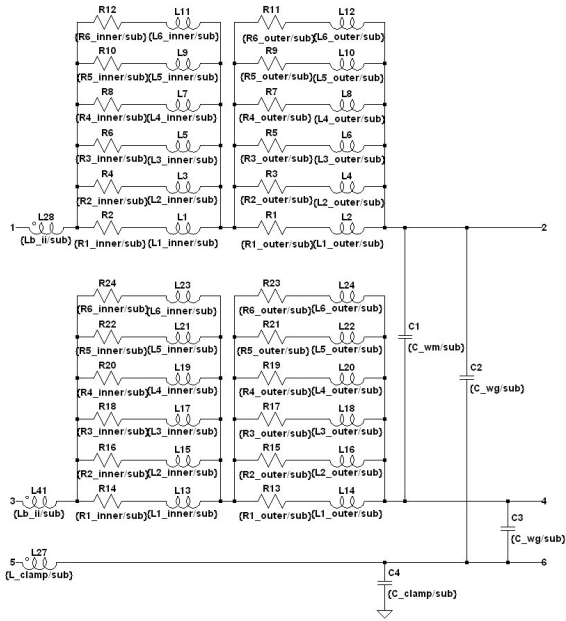 R12 L11 R11 L12
{R6_inner/sub} {L6_inner/sub} {R6_outer/sub} {L6_outer/sub}
R10 L9 R9 L10
{R5_inner/sub} {L5_inner/sub} {R5_outer/sub} {L5_outer/sub}
R8 L7 R7 L8
{R4_inner/sub} {L4_inner/sub} {R4_outer/sub} {L4_outer/sub}
R6 L5 R5 L6
{R3_inner/sub} {L3_inner/sub} {R3_outer/sub} {L3_outer/sub}
R4 L3 R3 L4
{R2_inner/sub} {L2_inner/sub} {R2_outer/sub} {L2_outer/sub}
1 L28 R2 L1 R1 L2 2
{Lb_ii/sub} {R1_inner/sub} {L1_inner/sub} {R1_outer/sub} {L1_outer/sub}
R24 L23 R23 L24
{R6_inner/sub} {L6_inner/sub} {R6_outer/sub} {L6_outer/sub}
C1
{C_wm/sub}
R22 L21 R21 L22
{R5_inner/sub} {L5_inner/sub} {R5_outer/sub} {L5_outer/sub}
C2
{C_wg/sub}
R20 L19 R19 L20
{R4_inner/sub} {L4_inner/sub} {R4_outer/sub} {L4_outer/sub}
R18 L17 R17 L18
{R3_inner/sub} {L3_inner/sub} {R3_outer/sub} {L3_outer/sub}
R16 L15 R15 L16
{R2_inner/sub} {L2_inner/sub} {R2_outer/sub} {L2_outer/sub}
3 L41 R14 L13 R13 L14 4
{Lb_ii/sub} {R1_inner/sub} {L1_inner/sub} {R1_outer/sub} {L1_outer/sub}
C3
{C_wg/sub}
5 L27 6
{L_clamp/sub}
C4
{C_clamp/sub}